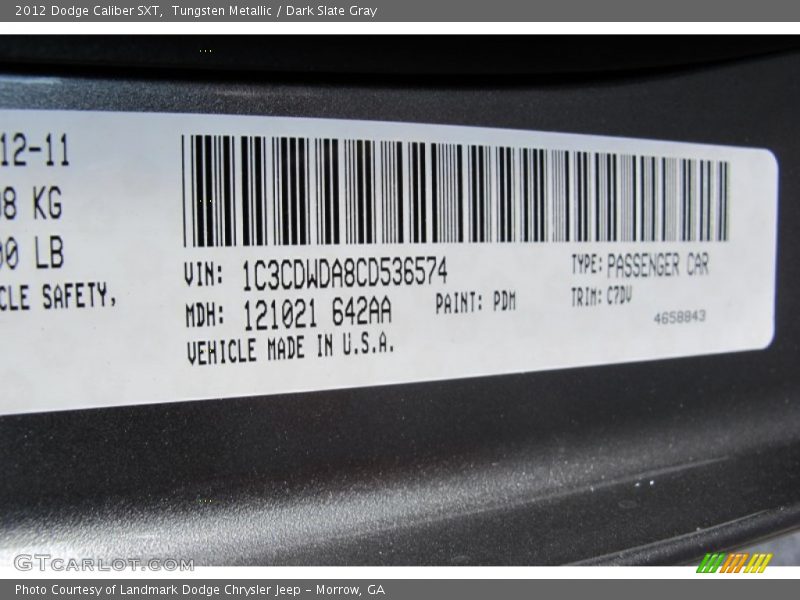 2012 Dodge Caliber SXT, Tungsten Metallic / Dark Slate Gray
12-11
8 KG
00 LB
CLE SAFETY,
VIN: 1C3CDWDA8CD536574
MDH: 121021 642AA
PAINT: PDM
VEHICLE MADE IN U.S.A.
TYPE: PASSENGER CAR
TRIM: C7DV
4658843
GTCARLOT.COM
Photo Courtesy of Landmark Dodge Chrysler Jeep – Morrow, GA